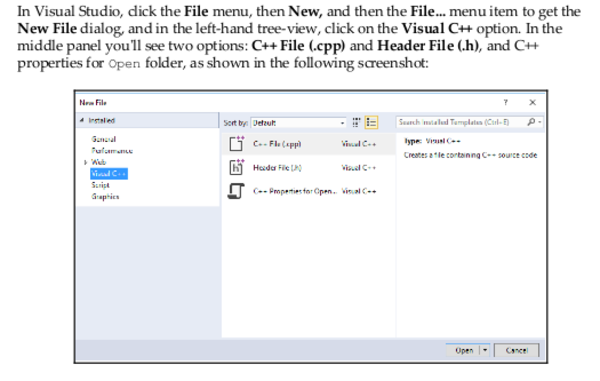 In Visual Studio, click the File menu, then New, and then the File... menu item to get the
New File dialog, and in the left-hand tree-view, click on the Visual C++ option. In the
middle panel you'll see two options: C++ File (.cpp) and Header File (.h), and C++
properties for Open folder, as shown in the following screenshot:
New File ? ×
Installed
Sort by: Default
Search Installed Templates (Ctrl+E)
General
Performance
Web
Visual C++
Script
Graphics
C++ File (.cpp) Visual C++
Header File (.h) Visual C++
C++ Properties for Open... Visual C++
Type: Visual C++
Creates a file containing C++ source code
Open Cancel